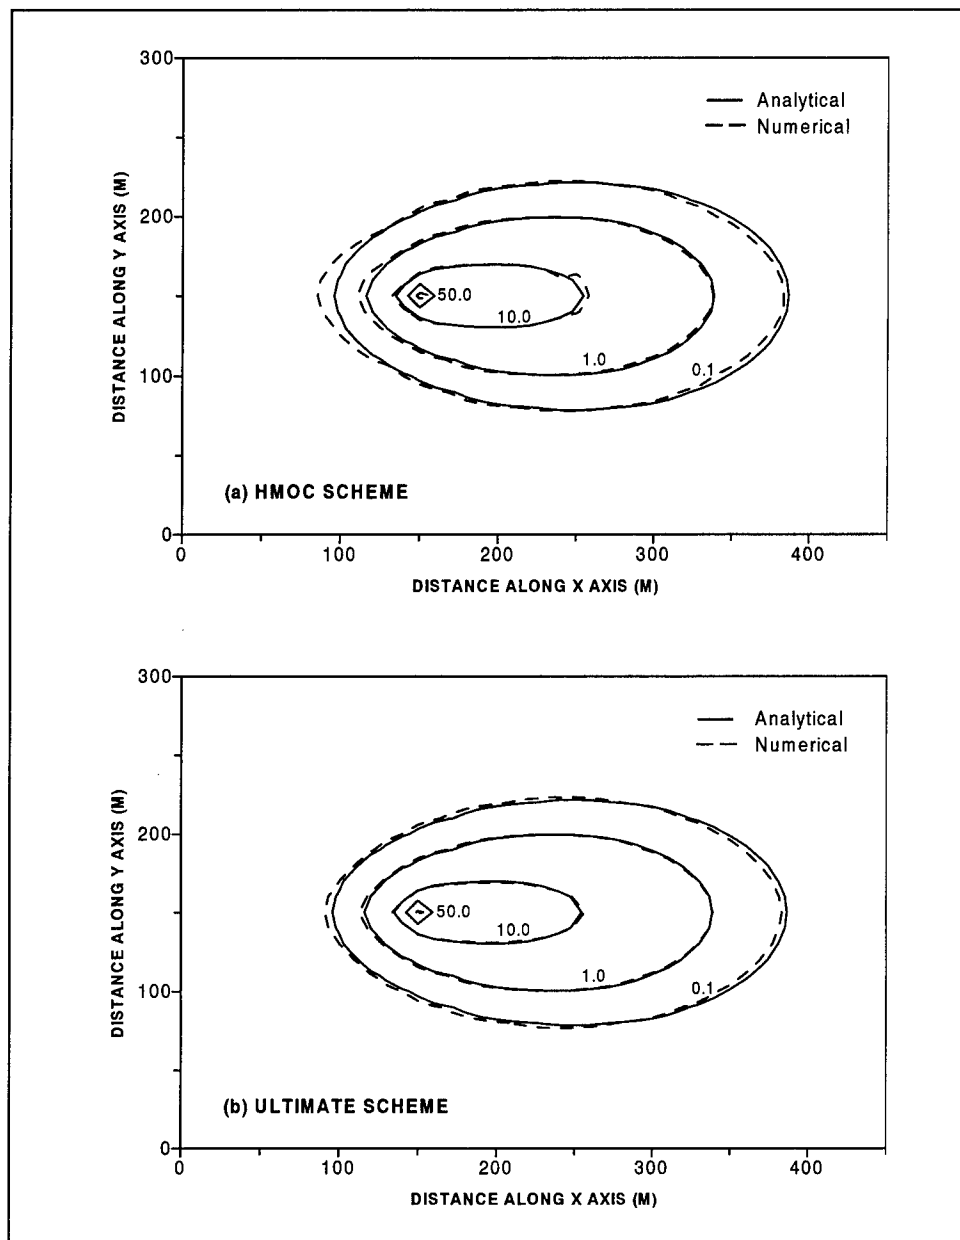 300
Analytical
Numerical
200
50.0
10.0
1.0
0.1
100
(a) HMOC SCHEME
0
0
100
200
300
400
DISTANCE ALONG Y AXIS (M)
DISTANCE ALONG X AXIS (M)
300
Analytical
Numerical
200
50.0
10.0
1.0
0.1
100
(b) ULTIMATE SCHEME
0
0
100
200
300
400
DISTANCE ALONG Y AXIS (M)
DISTANCE ALONG X AXIS (M)